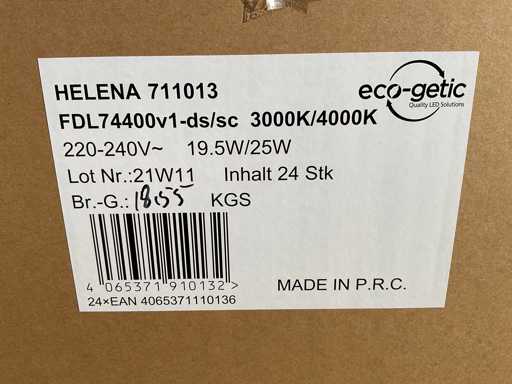 HELENA 711013
eco-getic
Quality LED Solutions
FDL74400v1-ds/sc 3000K/4000K
220-240V~ 19.5W/25W
Lot Nr.:21W11 Inhalt 24 Stk
Br.-G.: 18.55 KGS
4 065371 910132 >
MADE IN P.R.C.
24×EAN 4065371110136